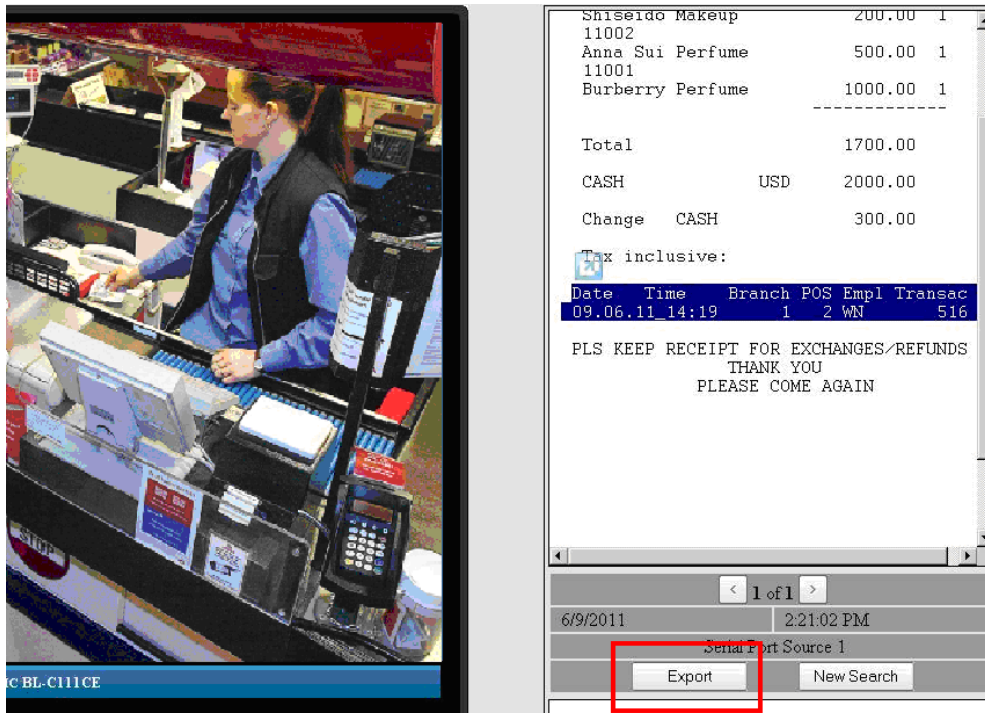 Shiseido Makeup 200.00 1
11002
Anna Sui Perfume 500.00 1
11001
Burberry Perfume 1000.00 1
-------------
Total 1700.00
CASH USD 2000.00
Change CASH 300.00
Tax inclusive:
Date Time Branch POS Empl Transac
09.06.11_14:19 1 2 WN 516
PLS KEEP RECEIPT FOR EXCHANGES/REFUNDS
THANK YOU
PLEASE COME AGAIN
< 1 of 1 >
6/9/2011 2:21:02 PM
Serial Port Source 1
Export New Search
STOP
IC BL-C111CE